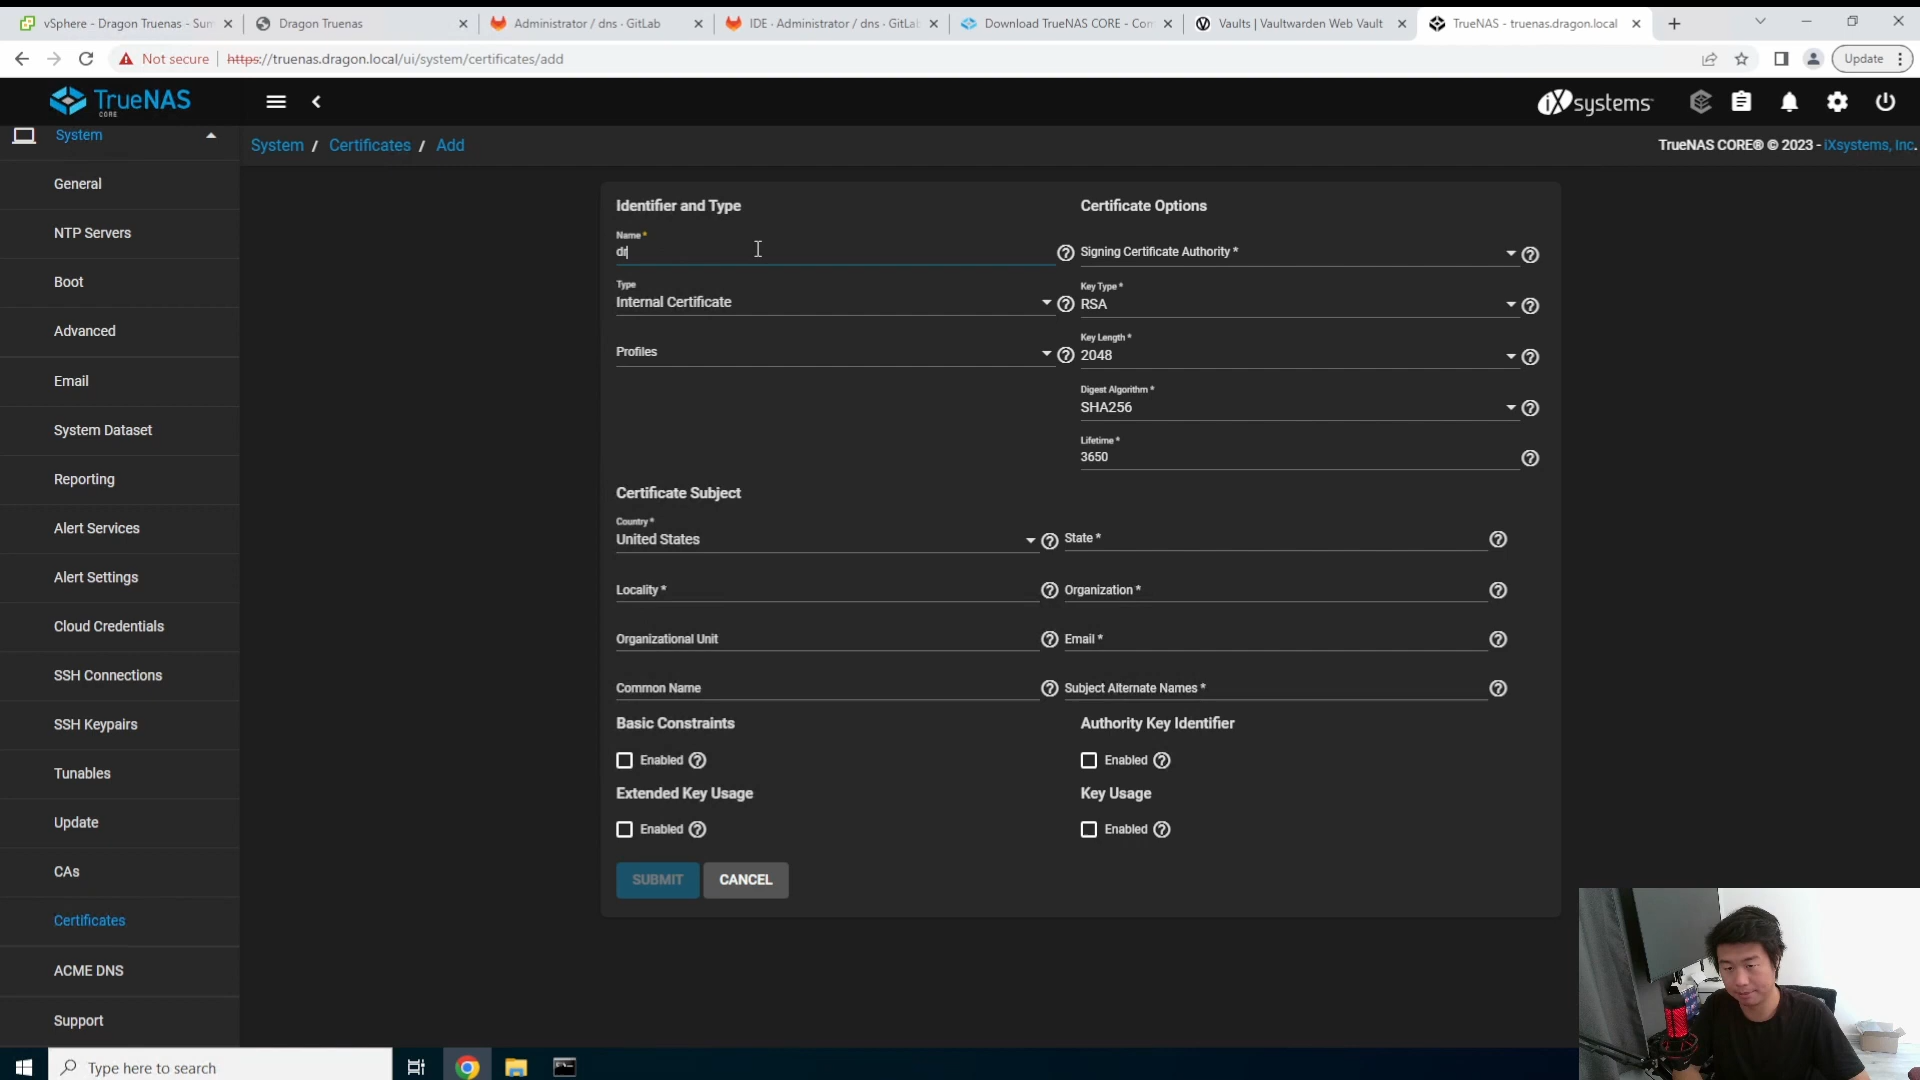 vSphere - Dragon Truenas - Sum
Dragon Truenas
Administrator / dns · GitLab
IDE · Administrator / dns · GitLab
Download TrueNAS CORE - Com
Vaults | Vaultwarden Web Vault
TrueNAS - truenas.dragon.local
Not secure
https://truenas.dragon.local/ui/system/certificates/add
Update
TrueNAS
CORE
iXsystems
System / Certificates / Add
TrueNAS CORE® © 2023 - iXsystems, Inc.
System
General
NTP Servers
Boot
Advanced
Email
System Dataset
Reporting
Alert Services
Alert Settings
Cloud Credentials
SSH Connections
SSH Keypairs
Tunables
Update
CAs
Certificates
ACME DNS
Support
Identifier and Type
Name *
dr
Type
Internal Certificate
Profiles
Certificate Options
Signing Certificate Authority *
Key Type *
RSA
Key Length *
2048
Digest Algorithm *
SHA256
Lifetime *
3650
Certificate Subject
Country *
United States
State *
Locality *
Organization *
Organizational Unit
Email *
Common Name
Subject Alternate Names *
Basic Constraints
Enabled
Authority Key Identifier
Enabled
Extended Key Usage
Enabled
Key Usage
Enabled
SUBMIT
CANCEL
Type here to search